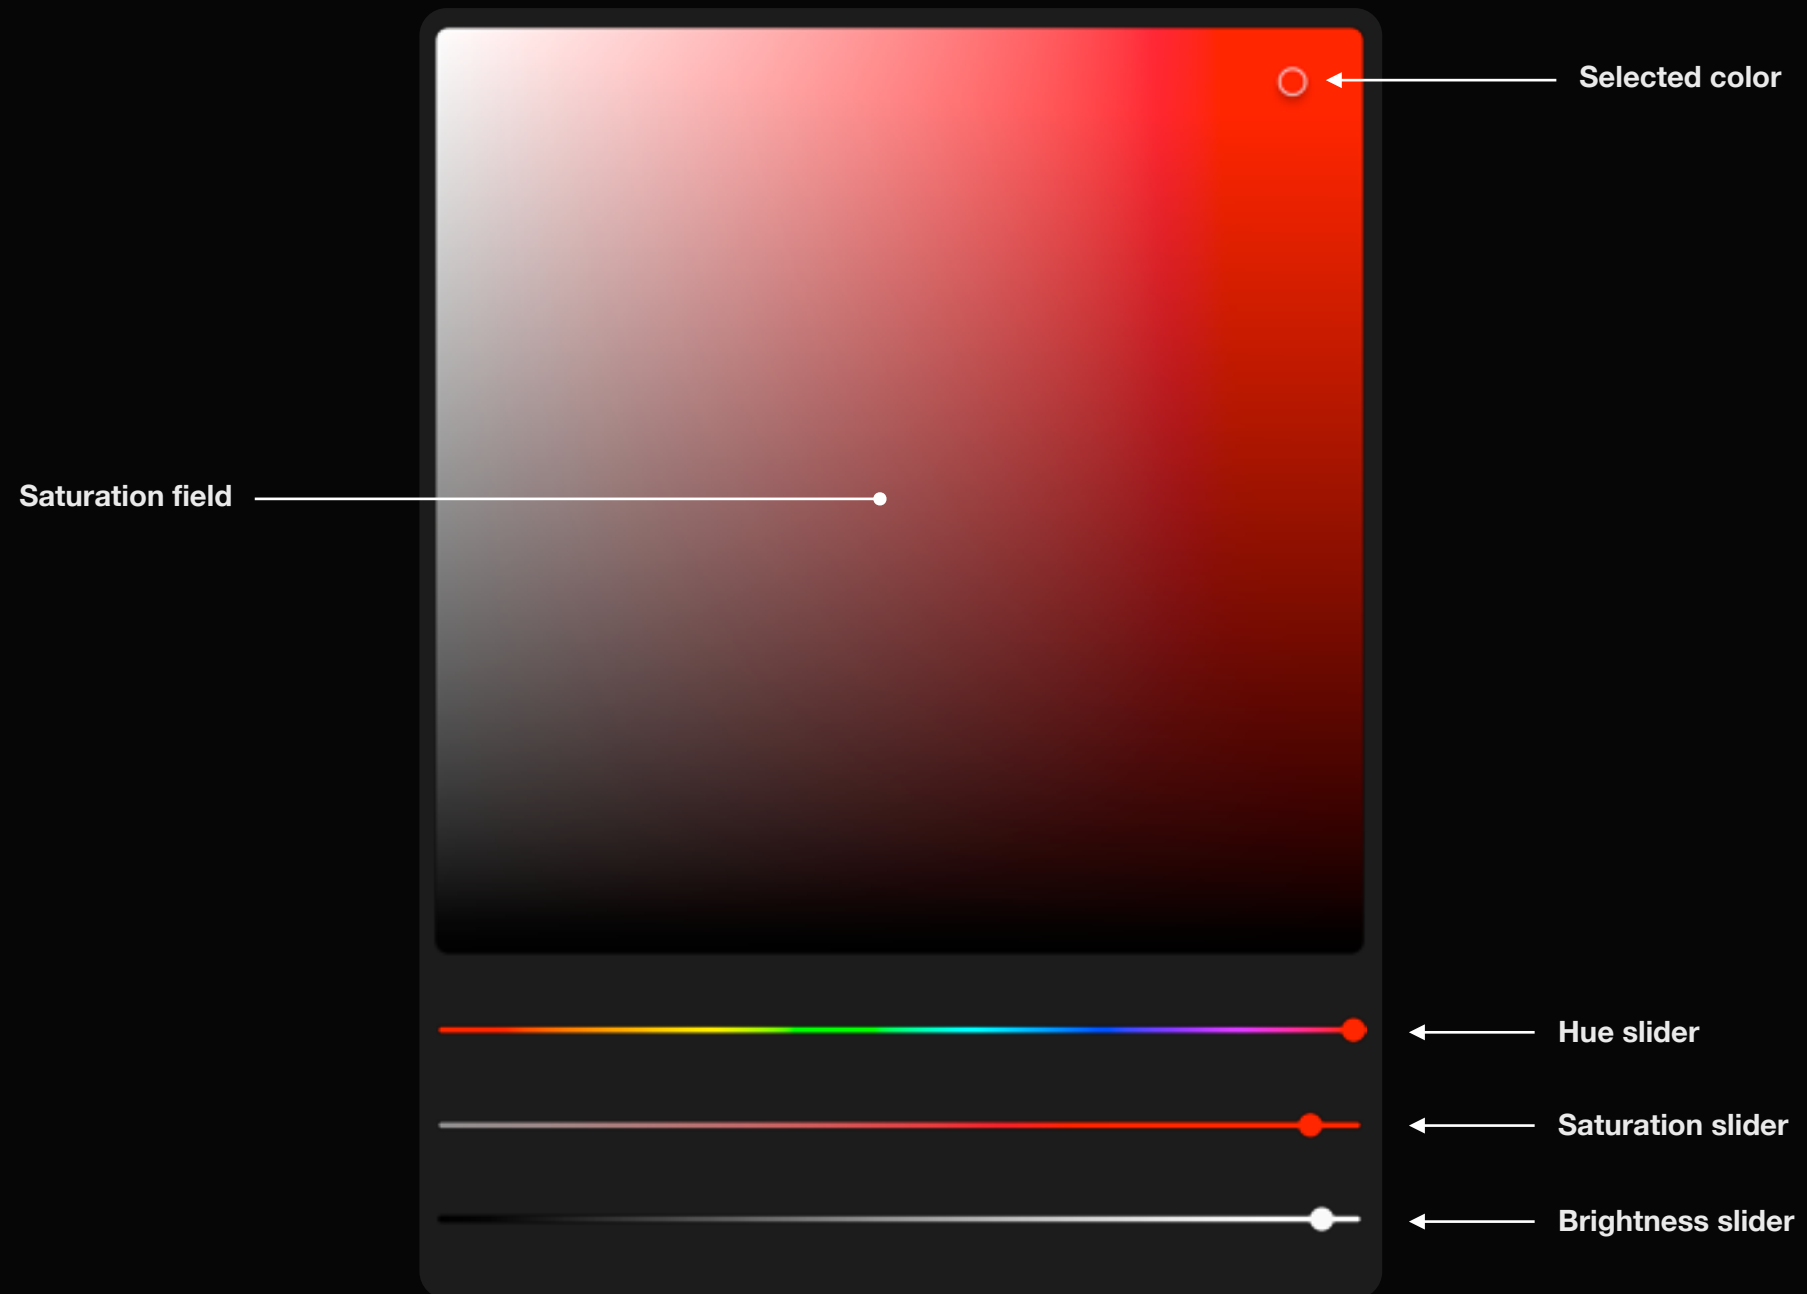 Selected color
Saturation field
Hue slider
Saturation slider
Brightness slider